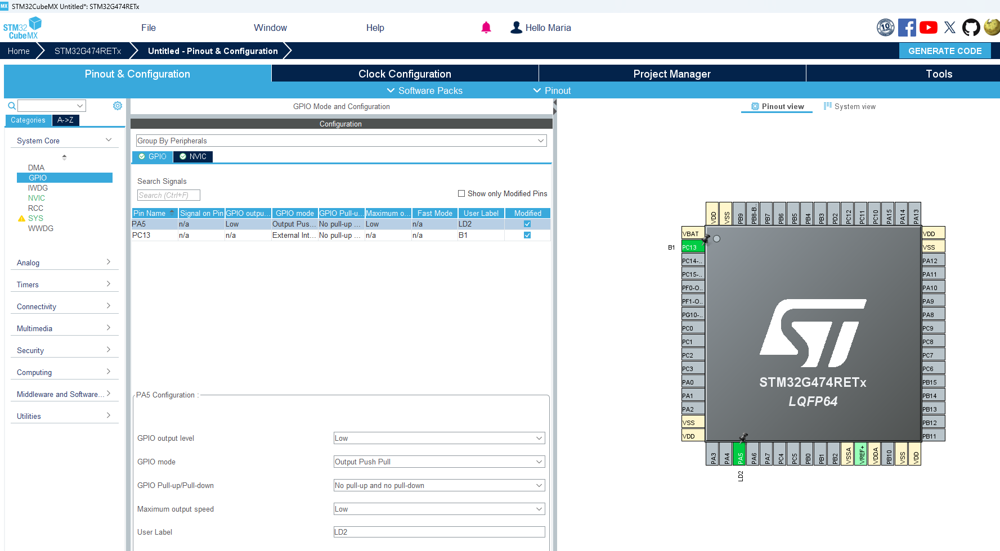 MX STM32CubeMX Untitled*: STM32G474RETx
STM32 CubeMX
File Window Help Hello Maria
10
Home STM32G474RETx Untitled - Pinout & Configuration GENERATE CODE
Pinout & Configuration Clock Configuration Project Manager Tools
Software Packs Pinout
GPIO Mode and Configuration
Pinout view System view
Categories A->Z
Configuration
System Core
Group By Peripherals
GPIO NVIC
DMA
GPIO
IWDG
NVIC
RCC
SYS
WWDG
Analog
Timers
Connectivity
Multimedia
Security
Computing
Middleware and Software...
Utilities
Search Signals
Search (Ctrl+F)
Show only Modified Pins
Pin Name Signal on Pin GPIO outpu... GPIO mode GPIO Pull-u... Maximum o... Fast Mode User Label Modified
PA5 n/a Low Output Pus... No pull-up ... Low n/a LD2
PC13 n/a n/a External Int... No pull-up ... n/a n/a B1
PA5 Configuration :
GPIO output level Low
GPIO mode Output Push Pull
GPIO Pull-up/Pull-down No pull-up and no pull-down
Maximum output speed Low
User Label LD2
VDD VSS PB9 PB8-B.. PB7 PB6 PB5 PB4 PB3 PD2 PC12 PC11 PC10 PA15 PA14 PA13
VBAT
B1 PC13
PC14-..
PC15-..
PF0-O..
PF1-O..
PG10-..
PC0
PC1
PC2
PC3
PA0
PA1
PA2
VSS
VDD
VDD
VSS
PA12
PA11
PA10
PA9
PA8
PC9
PC8
PC7
PC6
PB15
PB14
PB13
PB12
PB11
ST
STM32G474RETx
LQFP64
PA3 PA4 PA5 PA6 PA7 PC4 PC5 PB0 PB1 PB2 VSSA VREF+ VDDA PB10 VSS VDD
LD2